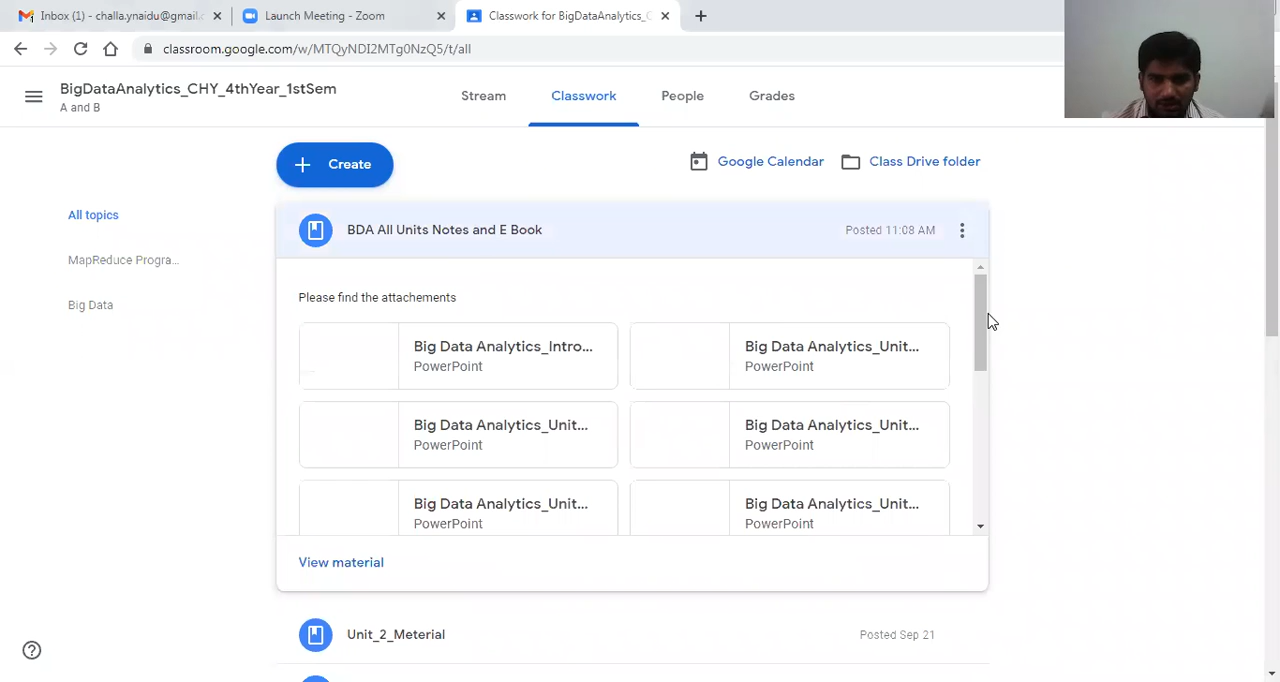 Inbox (1) - challa.ynaidu@gmail.c
Launch Meeting - Zoom
Classwork for BigDataAnalytics_C
classroom.google.com/w/MTQyNDI2MTg0NzQ5/t/all
BigDataAnalytics_CHY_4thYear_1stSem
A and B
Stream
Classwork
People
Grades
Create
Google Calendar
Class Drive folder
All topics
MapReduce Progra...
Big Data
BDA All Units Notes and E Book
Posted 11:08 AM
Please find the attachements
Big Data Analytics_Intro...
PowerPoint
Big Data Analytics_Unit...
PowerPoint
Big Data Analytics_Unit...
PowerPoint
Big Data Analytics_Unit...
PowerPoint
Big Data Analytics_Unit...
PowerPoint
Big Data Analytics_Unit...
PowerPoint
View material
Unit_2_Meterial
Posted Sep 21